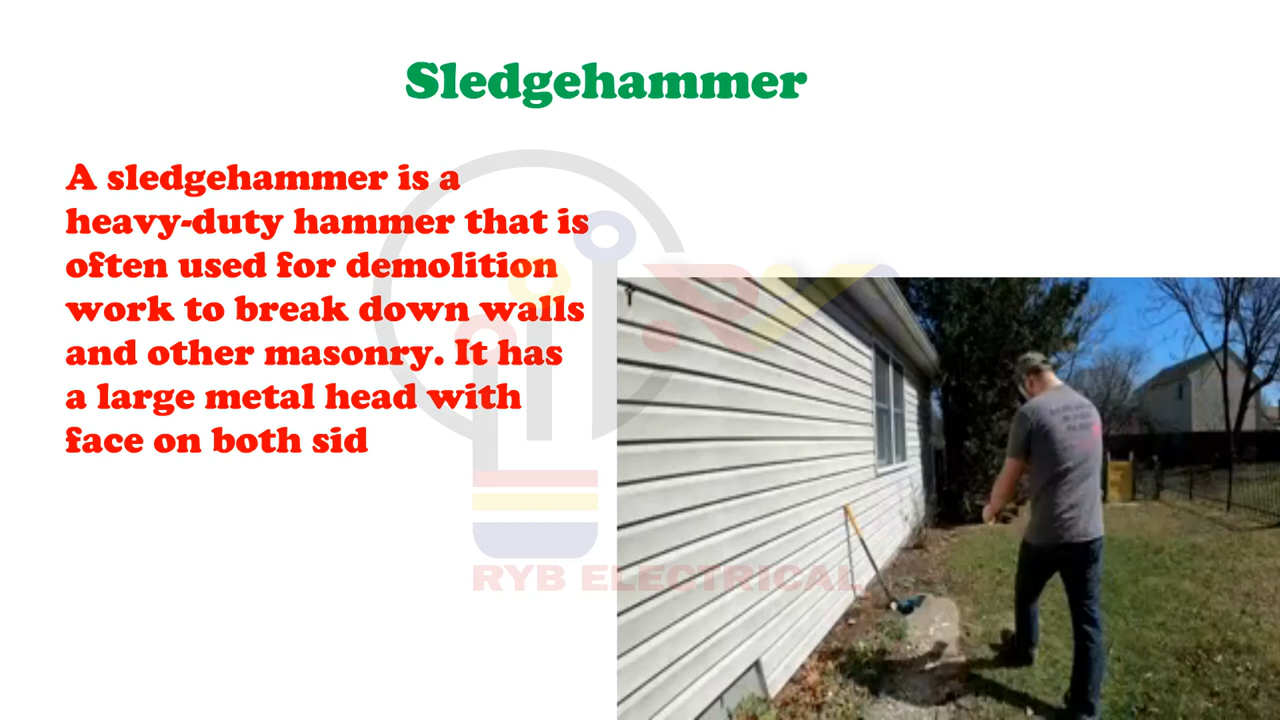 Sledgehammer
A sledgehammer is a
heavy-duty hammer that is
often used for demolition
work to break down walls
and other masonry. It has
a large metal head with
face on both sid
RYB ELECTRICAL